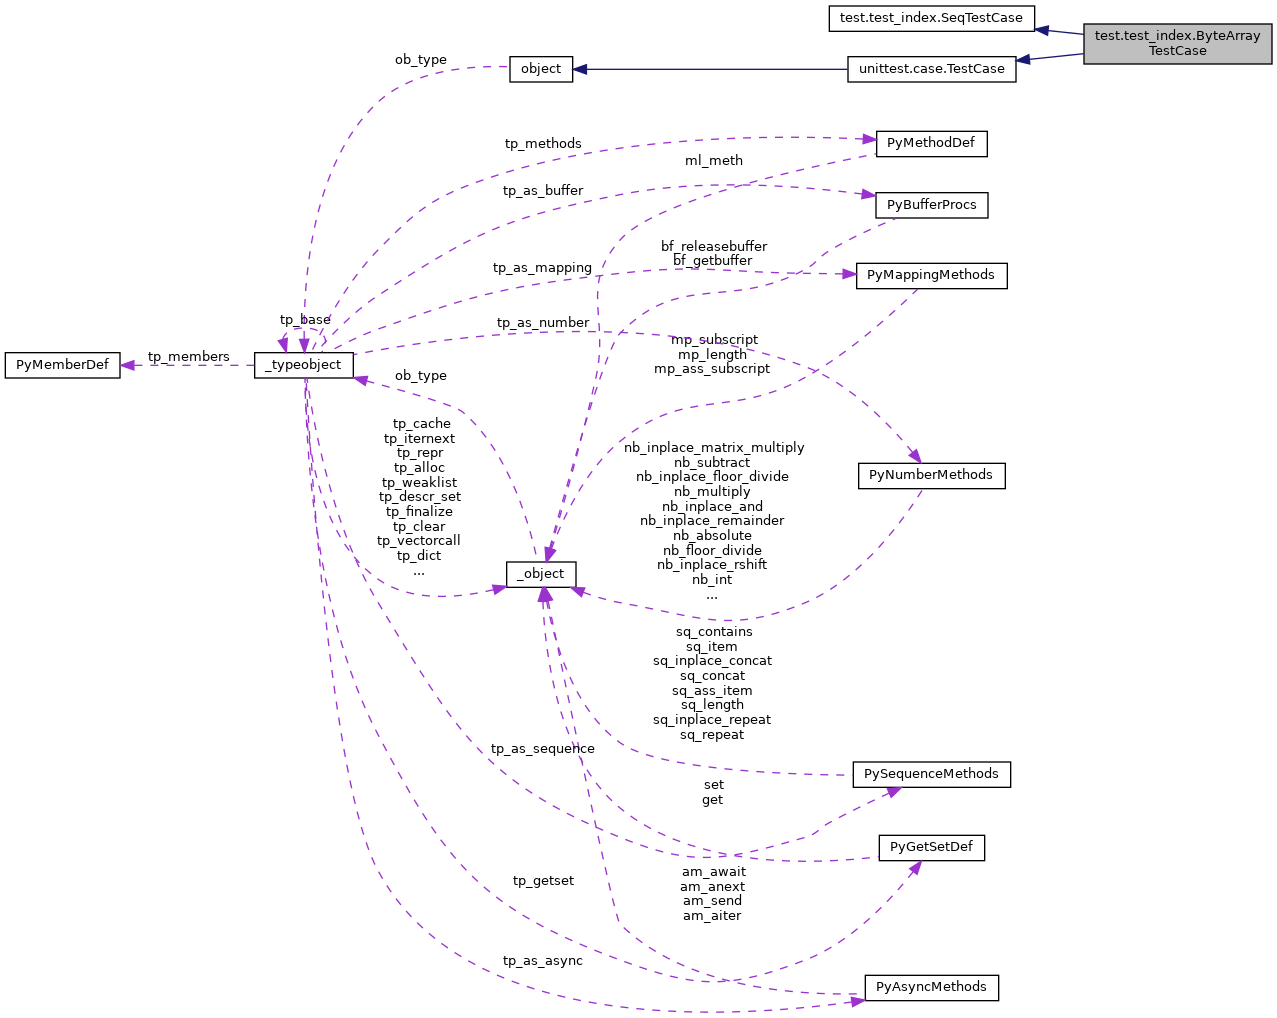 test.test_index.SeqTestCase
test.test_index.ByteArray
TestCase
ob_type
object
unittest.case.TestCase
tp_methods
PyMethodDef
ml_meth
tp_as_buffer
PyBufferProcs
bf_releasebuffer
bf_getbuffer
tp_as_mapping
PyMappingMethods
tp_base
tp_as_number
mp_subscript
mp_length
mp_ass_subscript
PyMemberDef
tp_members
_typeobject
ob_type
tp_cache
tp_iternext
tp_repr
tp_alloc
tp_weaklist
tp_descr_set
tp_finalize
tp_clear
tp_vectorcall
tp_dict
...
nb_inplace_matrix_multiply
nb_subtract
nb_inplace_floor_divide
nb_multiply
nb_inplace_and
nb_inplace_remainder
nb_absolute
nb_floor_divide
nb_inplace_rshift
nb_int
...
PyNumberMethods
_object
sq_contains
sq_item
sq_inplace_concat
sq_concat
sq_ass_item
sq_length
sq_inplace_repeat
sq_repeat
tp_as_sequence
PySequenceMethods
set
get
PyGetSetDef
tp_getset
am_await
am_anext
am_send
am_aiter
tp_as_async
PyAsyncMethods